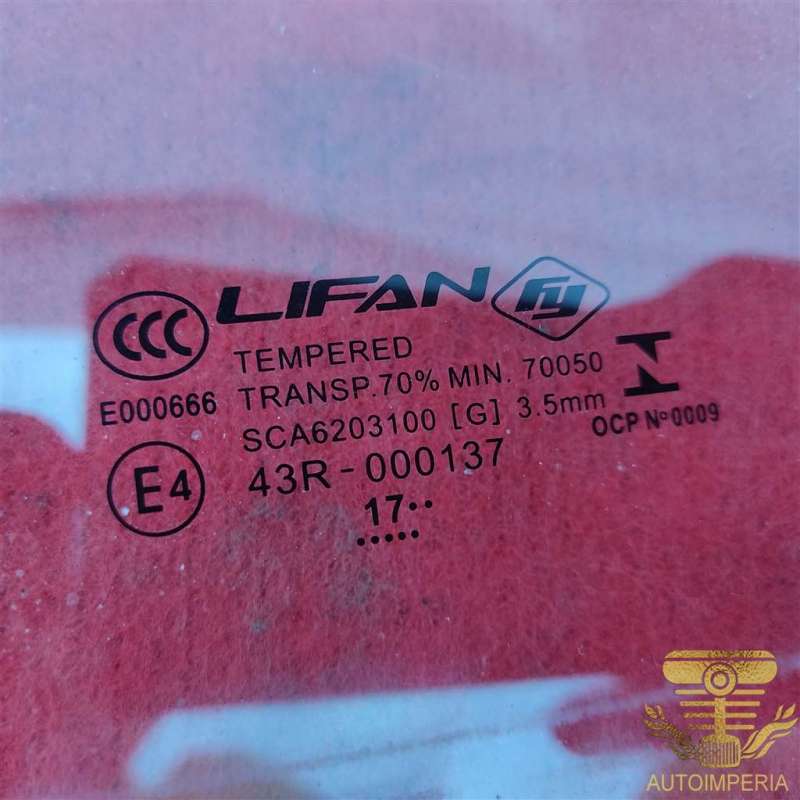 CCC LIFAN
TEMPERED
TRANSP.70% MIN. 70050
E000666
SCA6203100 [G] 3.5mm
OCP №0009
E4
43R-000137
17··
·····
AUTOIMPERIA